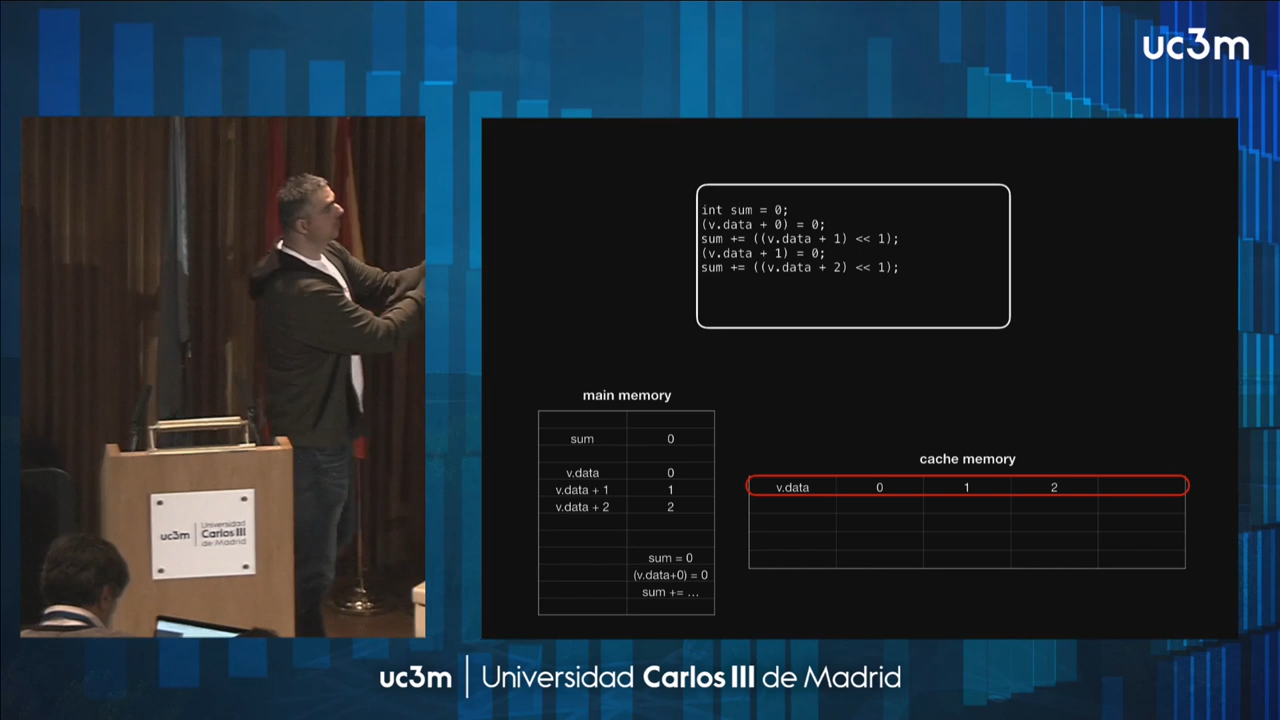 uc3m
int sum = 0;
(v.data + 0) = 0;
sum += ((v.data + 1) << 1);
(v.data + 1) = 0;
sum += ((v.data + 2) << 1);
main memory
sum 0
v.data 0
v.data + 1 1
v.data + 2 2
sum = 0
(v.data+0) = 0
sum += ...
cache memory
v.data 0 1 2
uc3m Universidad
Carlos III
de Madrid
uc3m Universidad Carlos III de Madrid